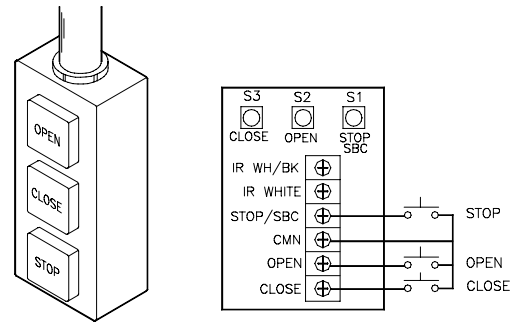 OPEN
CLOSE
STOP
S3 S2 S1
CLOSE OPEN STOP
SBC
IR WH/BK
IR WHITE
STOP/SBC STOP
CMN
OPEN OPEN
CLOSE CLOSE